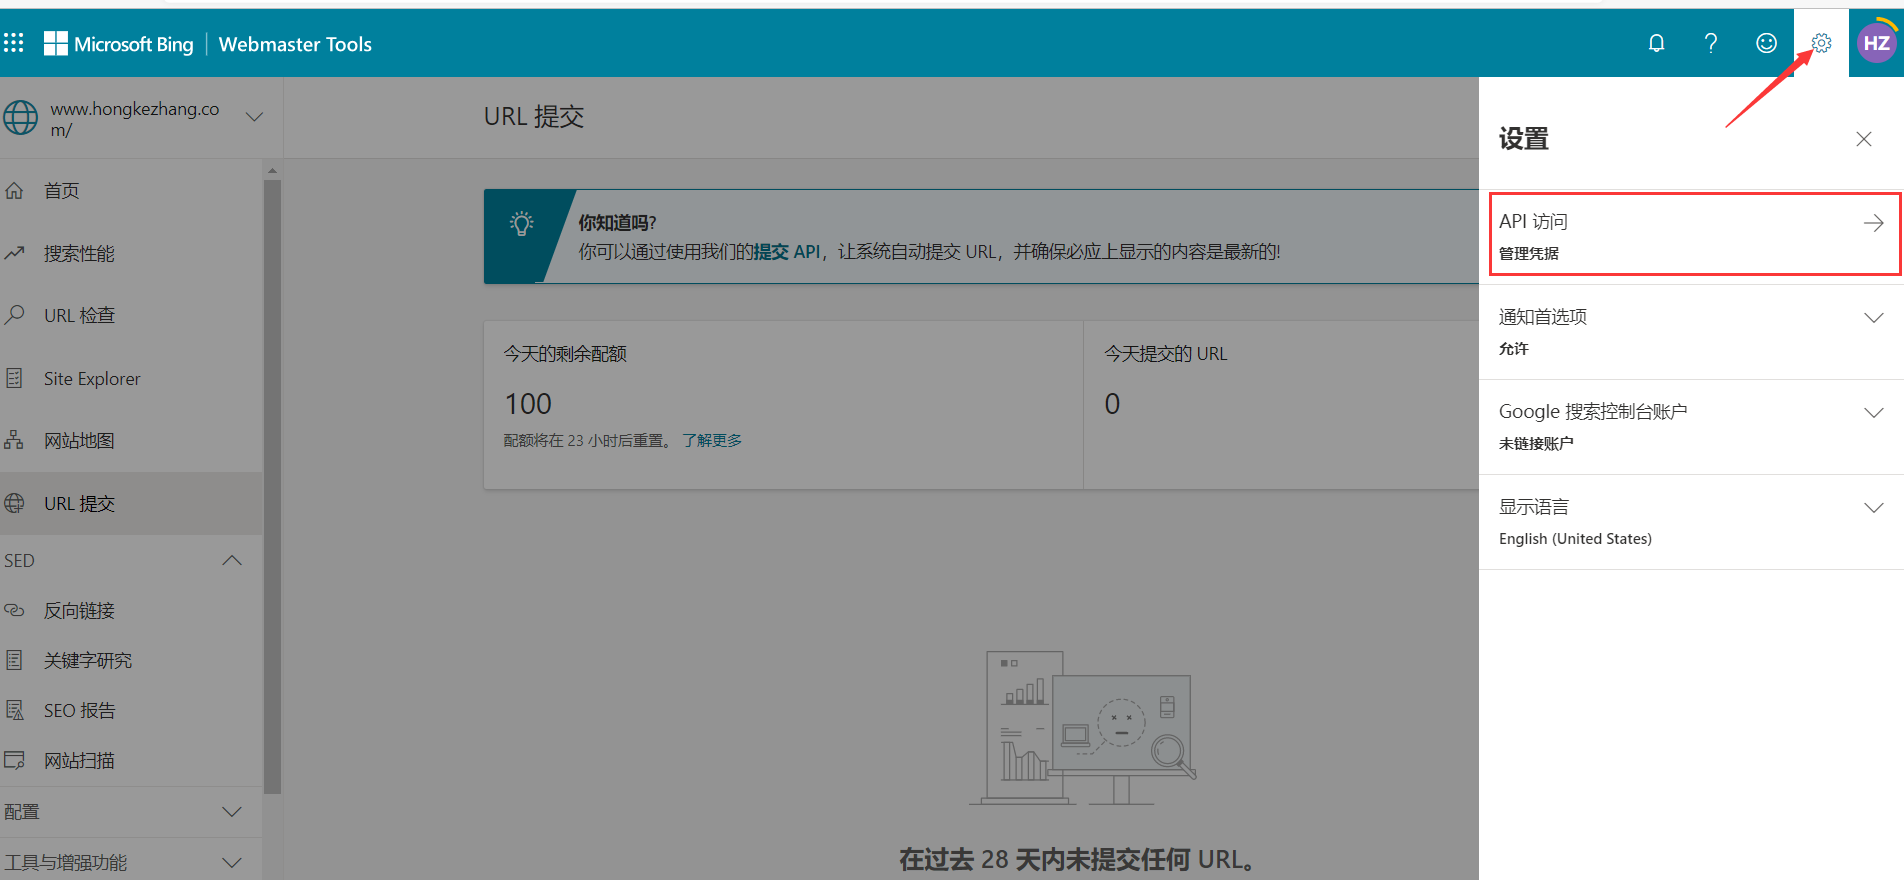 Microsoft Bing
Webmaster Tools
HZ
www.hongkezhang.co
m/
首页
搜索性能
URL 检查
Site Explorer
网站地图
URL 提交
SED
反向链接
关键字研究
SEO 报告
网站扫描
配置
工具与增强功能
URL 提交
你知道吗?
你可以通过使用我们的提交 API，让系统自动提交 URL，并确保必应上显示的内容是最新的!
今天的剩余配额
100
配额将在 23 小时后重置。 了解更多
今天提交的 URL
0
在过去 28 天内未提交任何 URL。
设置
API 访问
管理凭据
通知首选项
允许
Google 搜索控制台账户
未链接账户
显示语言
English (United States)